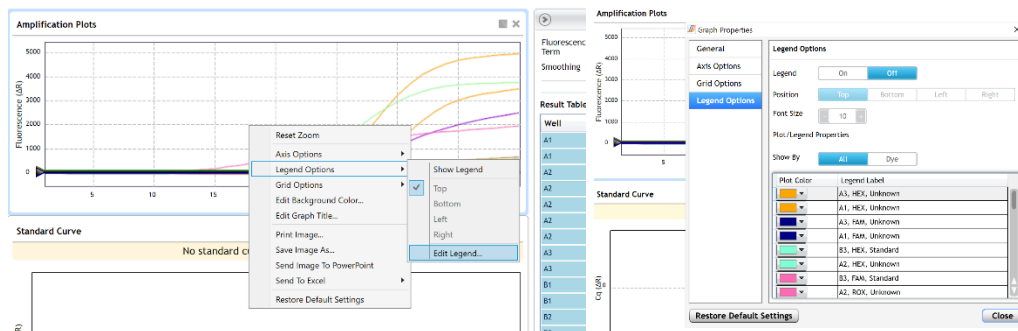 Amplification Plots
5000
4000
3000
2000
1000
0
Fluorescence (ΔR)
5
10
15
20
25
Reset Zoom
Axis Options
Legend Options
Grid Options
Edit Background Color...
Edit Graph Title...
Print Image...
Save Image As...
Send Image To PowerPoint
Send To Excel
Restore Default Settings
Show Legend
Top
Bottom
Left
Right
Edit Legend...
Standard Curve
No standard cu
Fluorescenc
Term
Smoothing
Result Table
Well
A1
A1
A2
A2
A2
A2
A3
A3
B1
B1
B2
Amplification Plots
5000
4000
3000
2000
1000
0
Fluorescence (ΔR)
5
Standard Curve
Cq (ΔR)
Graph Properties
General
Axis Options
Grid Options
Legend Options
Legend Options
Legend On Off
Position Top Bottom Left Right
Font Size - 10 +
Plot/Legend Properties
Show By All Dye
Plot Color Legend Label
A3, HEX, Unknown
A1, HEX, Unknown
A3, FAM, Unknown
A1, FAM, Unknown
B3, HEX, Standard
A2, HEX, Unknown
B3, FAM, Standard
A2, ROX, Unknown
Restore Default Settings
Close